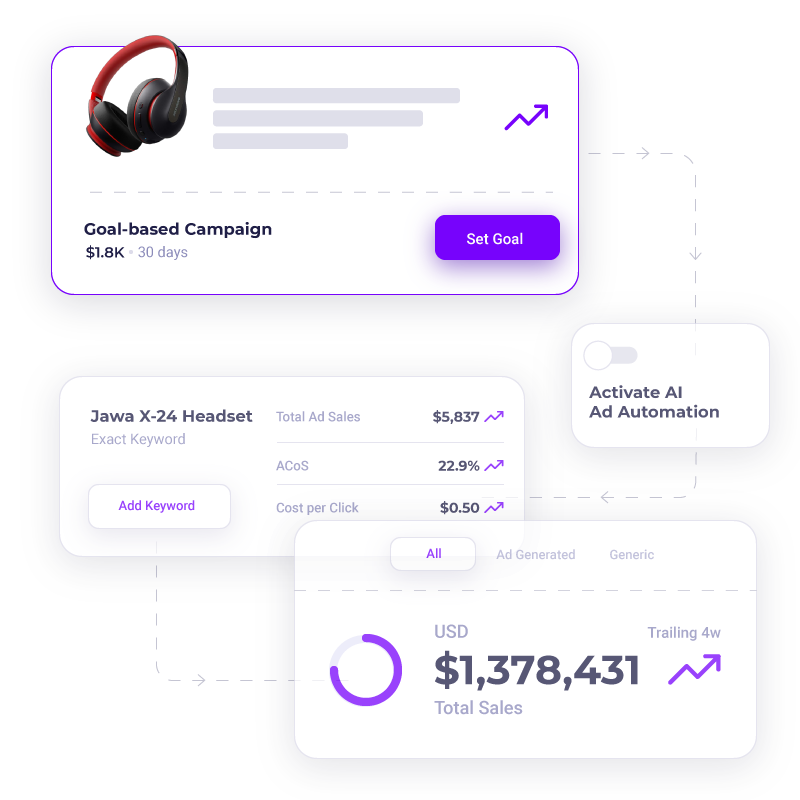 Goal-based Campaign
$1.8K • 30 days
Set Goal
Activate AI
Ad Automation
Jawa X-24 Headset
Exact Keyword
Add Keyword
Total Ad Sales $5,837
ACoS 22.9%
Cost per Click $0.50
All Ad Generated Generic
USD
Trailing 4w
$1,378,431
Total Sales